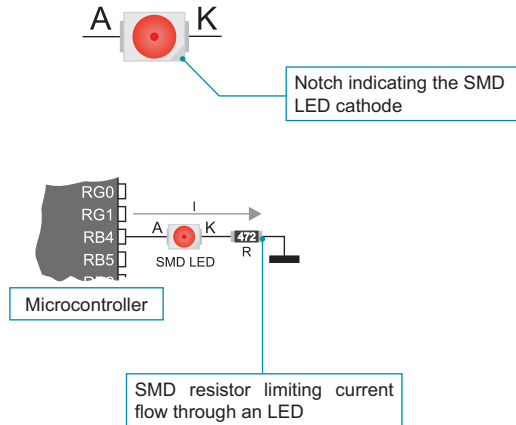 A K
Notch indicating the SMD
LED cathode
RG0
RG1
I
RB4
A
K
472
RB5
SMD LED
R
Microcontroller
SMD resistor limiting current
flow through an LED